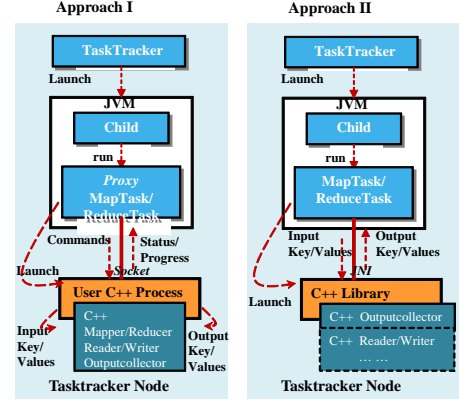 Approach I
TaskTracker
Launch
JVM
Child
run
Proxy
MapTask/
ReduceTask
Commands
Status/
Progress
Socket
Launch
User C++ Process
Input
Key/
Values
C++
Mapper/Reducer
Reader/Writer
Outputcollector
Output
Key/
Values
Tasktracker Node
Approach II
TaskTracker
Launch
JVM
Child
run
MapTask/
ReduceTask
Input
Key/Values
Output
Key/Values
JNI
Launch
C++ Library
C++ Outputcollector
C++ Reader/Writer
... ...
Tasktracker Node